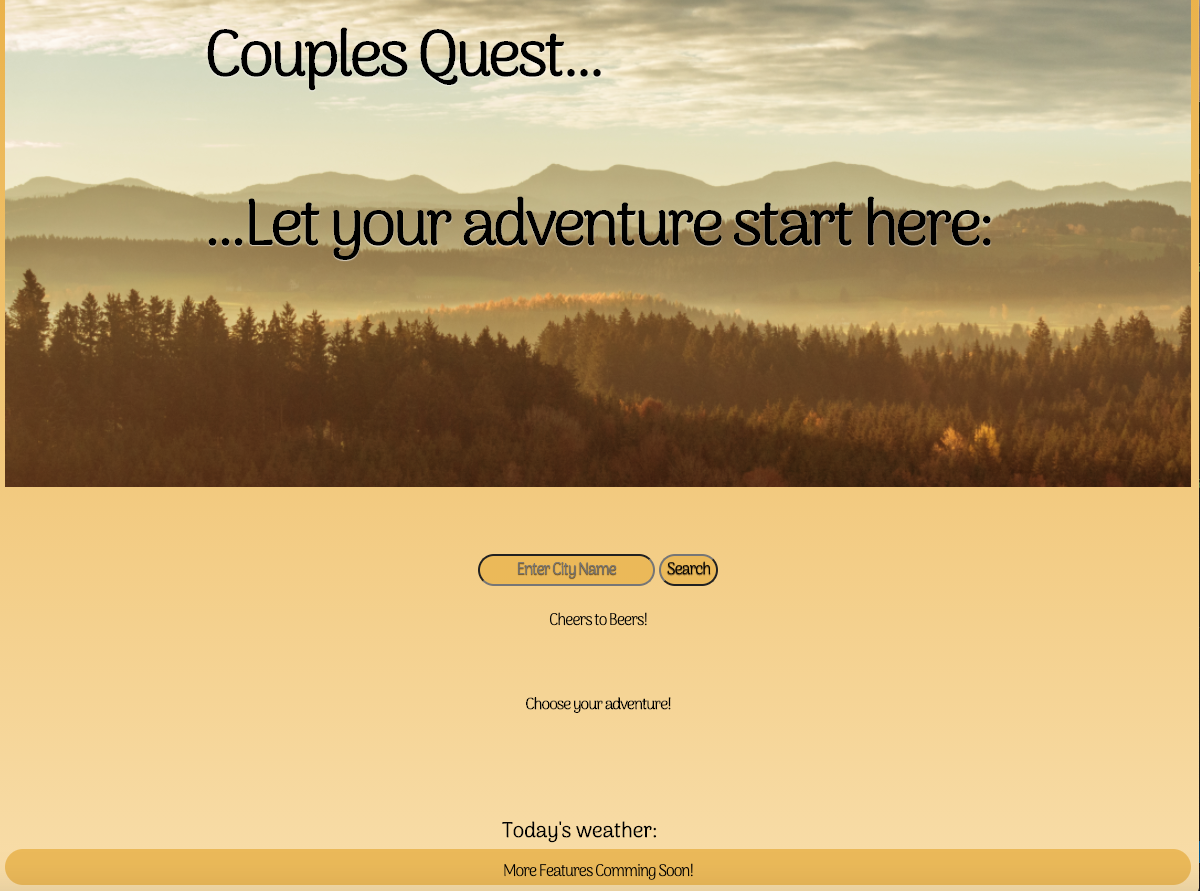 Couples Quest...
...Let your adventure start here:
Enter City Name
Search
Cheers to Beers!
Choose your adventure!
Today's weather:
More Features Comming Soon!